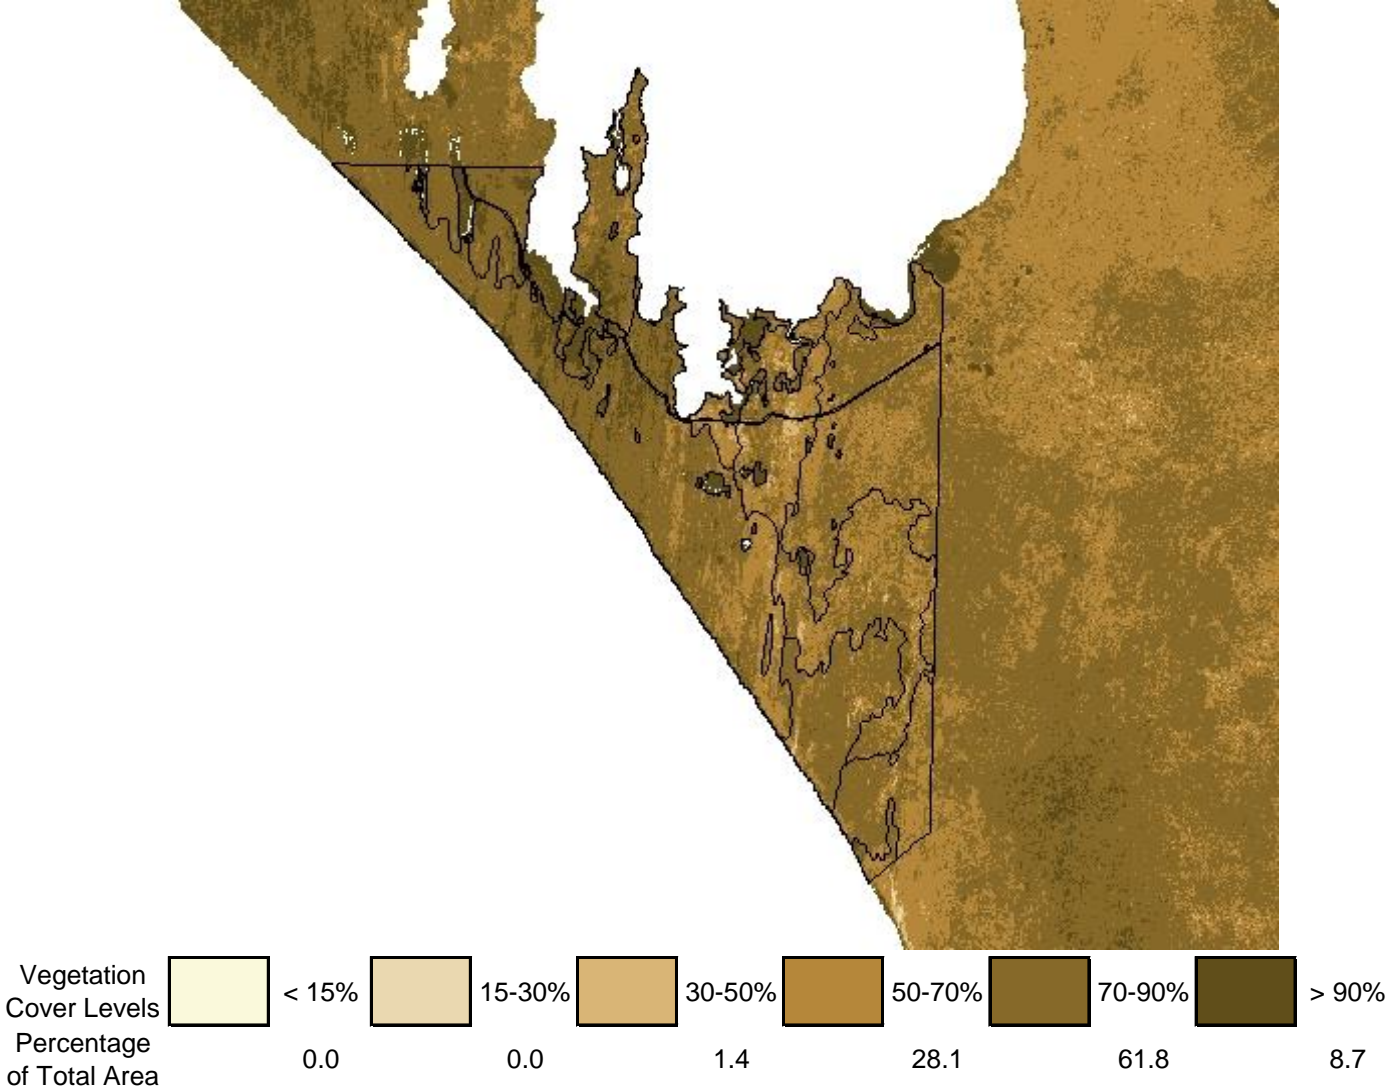 Vegetation
Cover Levels
< 15% 15-30% 30-50% 50-70% 70-90% > 90%
Percentage
of Total Area
0.0 0.0 1.4 28.1 61.8 8.7